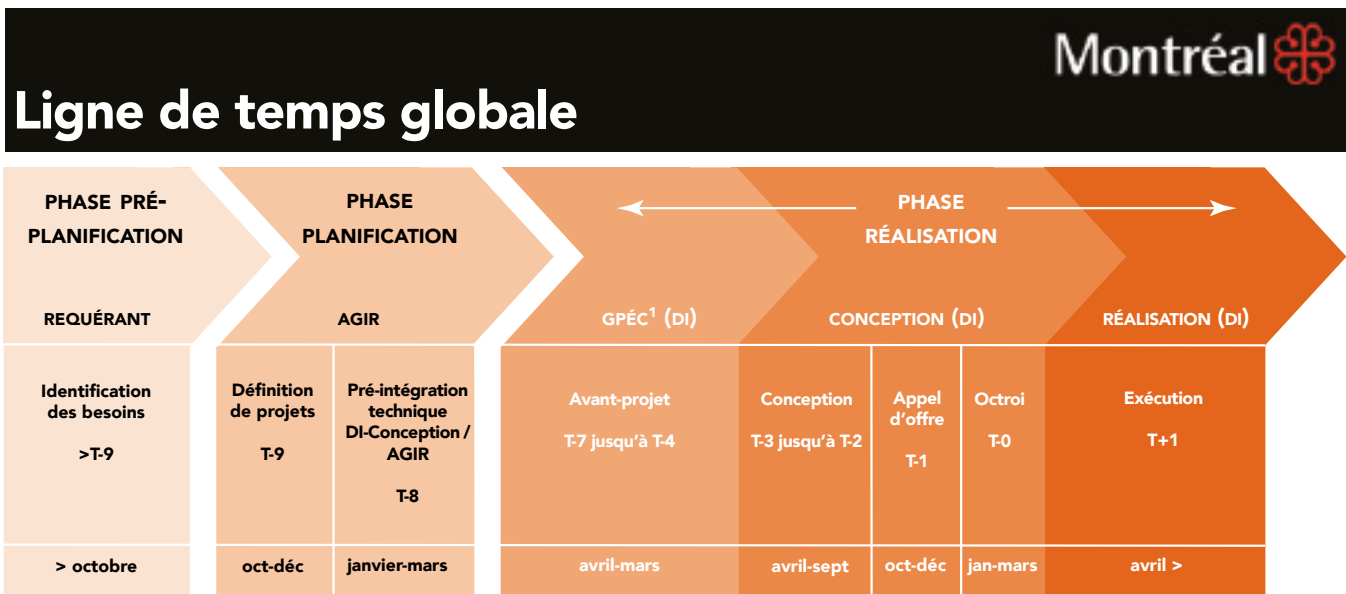 Montréal
Ligne de temps globale
PHASE PRÉ-
PLANIFICATION
REQUÉRANT
PHASE
PLANIFICATION
AGIR
PHASE
RÉALISATION
GPÉC¹ (DI)
CONCEPTION (DI)
RÉALISATION (DI)
Identification
des besoins
>T-9
Définition
de projets
T-9
Pré-intégration
technique
DI-Conception /
AGIR
T-8
Avant-projet
T-7 jusqu'à T-4
Conception
T-3 jusqu'à T-2
Appel
d'offre
T-1
Octroi
T-0
Exécution
T+1
> octobre
oct-déc
janvier-mars
avril-mars
avril-sept
oct-déc
jan-mars
avril >